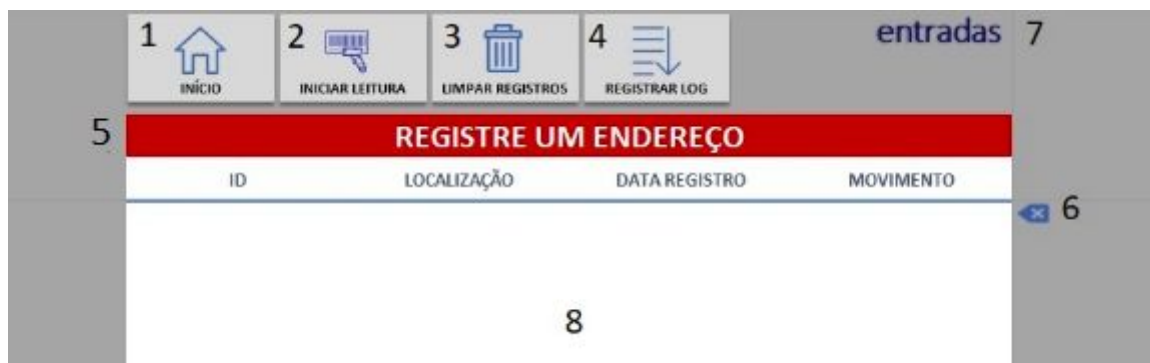 1 2 3 4 entradas 7
INÍCIO INICIAR LEITURA LIMPAR REGISTROS REGISTRAR LOG
5 REGISTRE UM ENDEREÇO
ID LOCALIZAÇÃO DATA REGISTRO MOVIMENTO
6
8